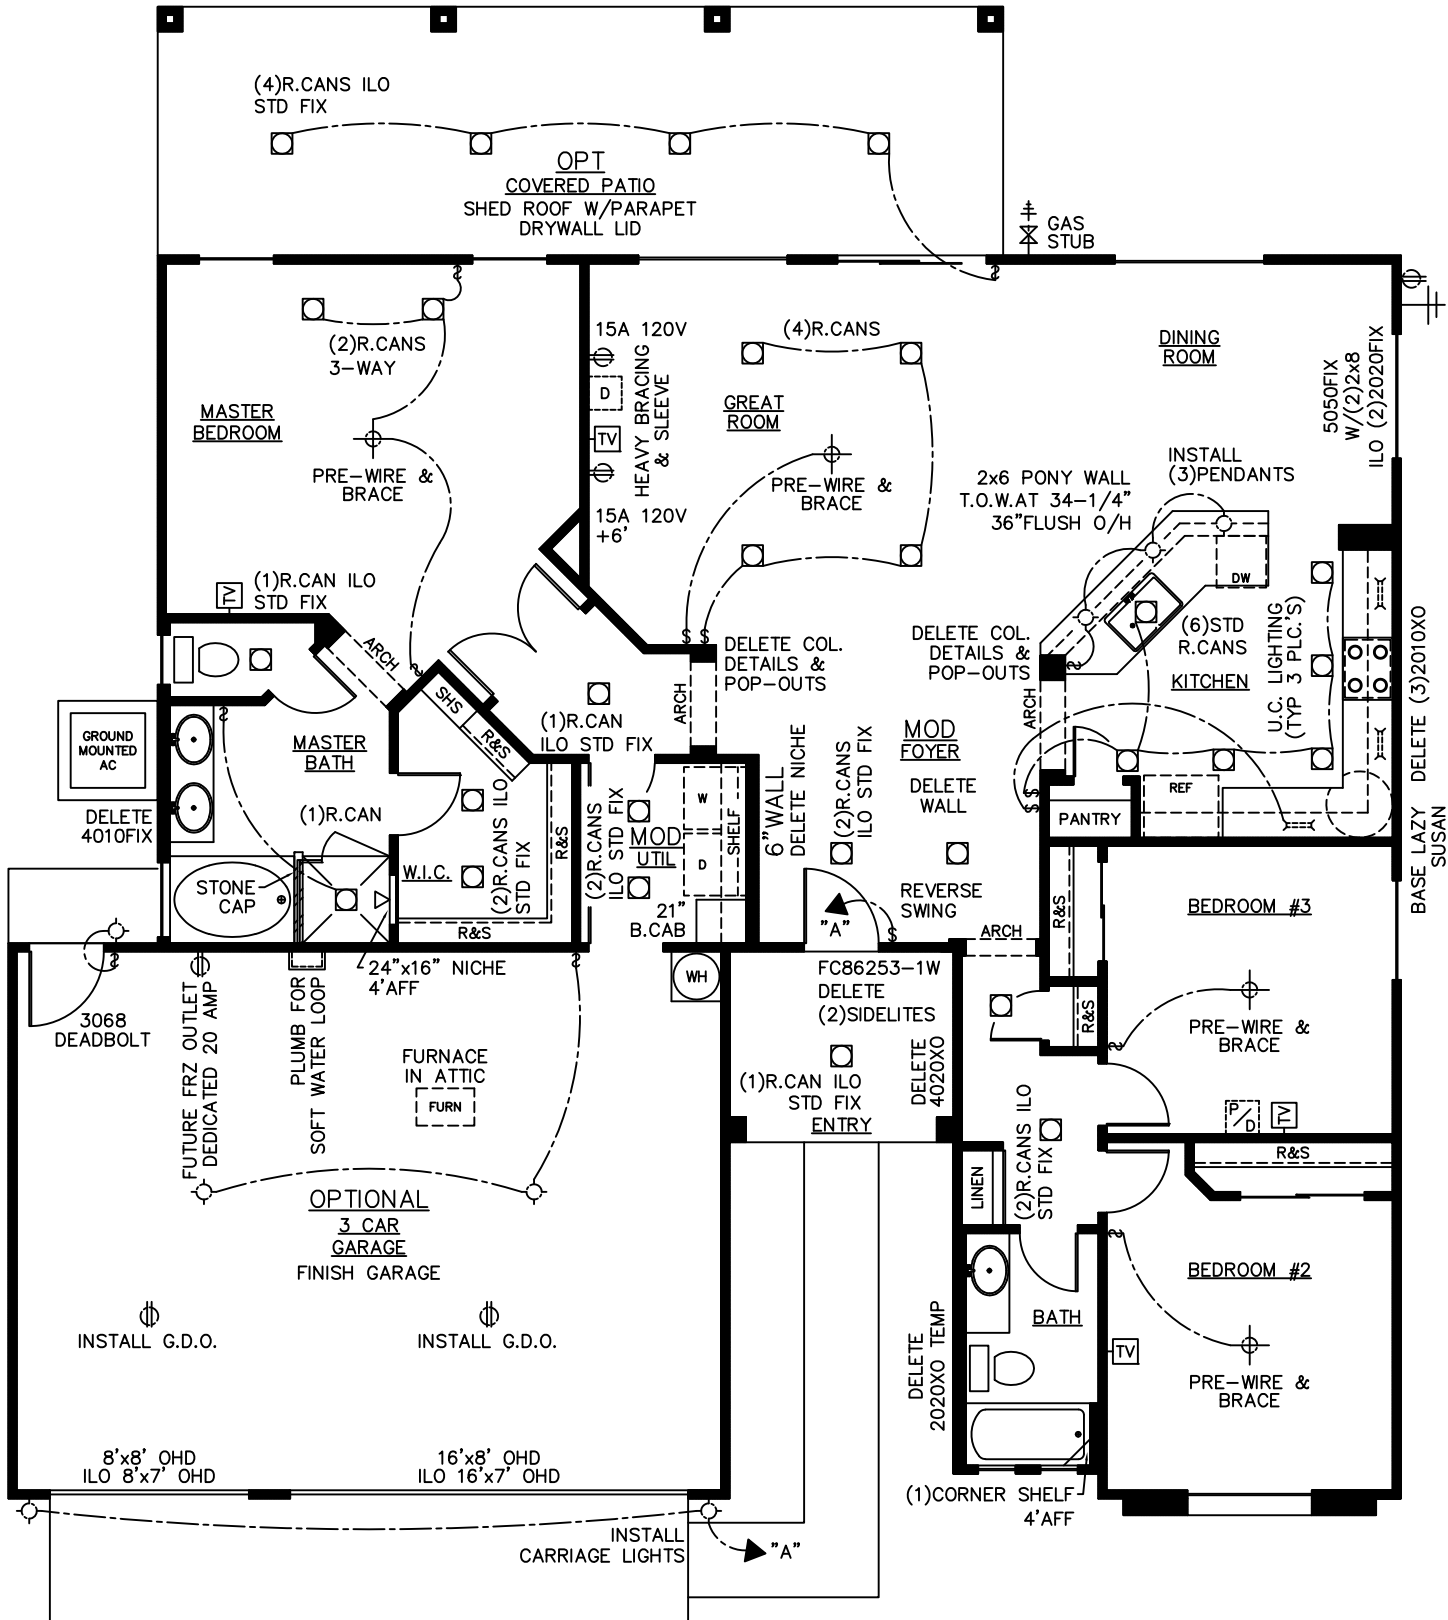 (4)R.CANS ILO
STD FIX
OPT
COVERED PATIO
SHED ROOF W/PARAPET
DRYWALL LID
GAS
STUB
(2)R.CANS
3-WAY
MASTER
BEDROOM
PRE-WIRE &
BRACE
(1)R.CAN ILO
STD FIX
TV
15A 120V
D
TV
HEAVY BRACING
& SLEEVE
15A 120V
+6'
(4)R.CANS
GREAT
ROOM
PRE-WIRE &
BRACE
DINING
ROOM
5050FIX
W/(2)2x8
ILO (2)2020FIX
INSTALL
(3)PENDANTS
2x6 PONY WALL
T.O.W.AT 34-1/4"
36"FLUSH O/H
DW
(6)STD
R.CANS
KITCHEN
U.C. LIGHTING
(TYP 3 PLC.'S)
DELETE (3)2010XO
BASE LAZY
SUSAN
DELETE COL.
DETAILS &
POP-OUTS
DELETE COL.
DETAILS &
POP-OUTS
ARCH
ARCH
ARCH
SHS
R&S
(1)R.CAN
ILO STD FIX
MOD
FOYER
DELETE
WALL
(2)R.CANS
ILO STD FIX
6"WALL
DELETE NICHE
REF
PANTRY
GROUND
MOUNTED
AC
DELETE
4010FIX
MASTER
BATH
(1)R.CAN
STONE
CAP
W.I.C.
(2)R.CANS ILO
STD FIX
R&S
R&S
(2)R.CANS
ILO STD FIX
MOD
UTIL
W
D
SHELF
21"
B.CAB
REVERSE
SWING
"A"
ARCH
R&S
BEDROOM #3
24"x16" NICHE
4'AFF
WH
FC86253-1W
DELETE
(2)SIDELITES
R&S
PRE-WIRE &
BRACE
3068
DEADBOLT
FUTURE FRZ OUTLET
DEDICATED 20 AMP
PLUMB FOR
SOFT WATER LOOP
FURNACE
IN ATTIC
FURN
(1)R.CAN ILO
STD FIX
ENTRY
DELETE
4020XO
(2)R.CANS ILO
STD FIX
P/D
TV
R&S
LINEN
OPTIONAL
3 CAR
GARAGE
FINISH GARAGE
BEDROOM #2
INSTALL G.D.O.
INSTALL G.D.O.
DELETE
2020XO TEMP
BATH
TV
PRE-WIRE &
BRACE
8'x8' OHD
ILO 8'x7' OHD
16'x8' OHD
ILO 16'x7' OHD
(1)CORNER SHELF
4'AFF
INSTALL
CARRIAGE LIGHTS
"A"